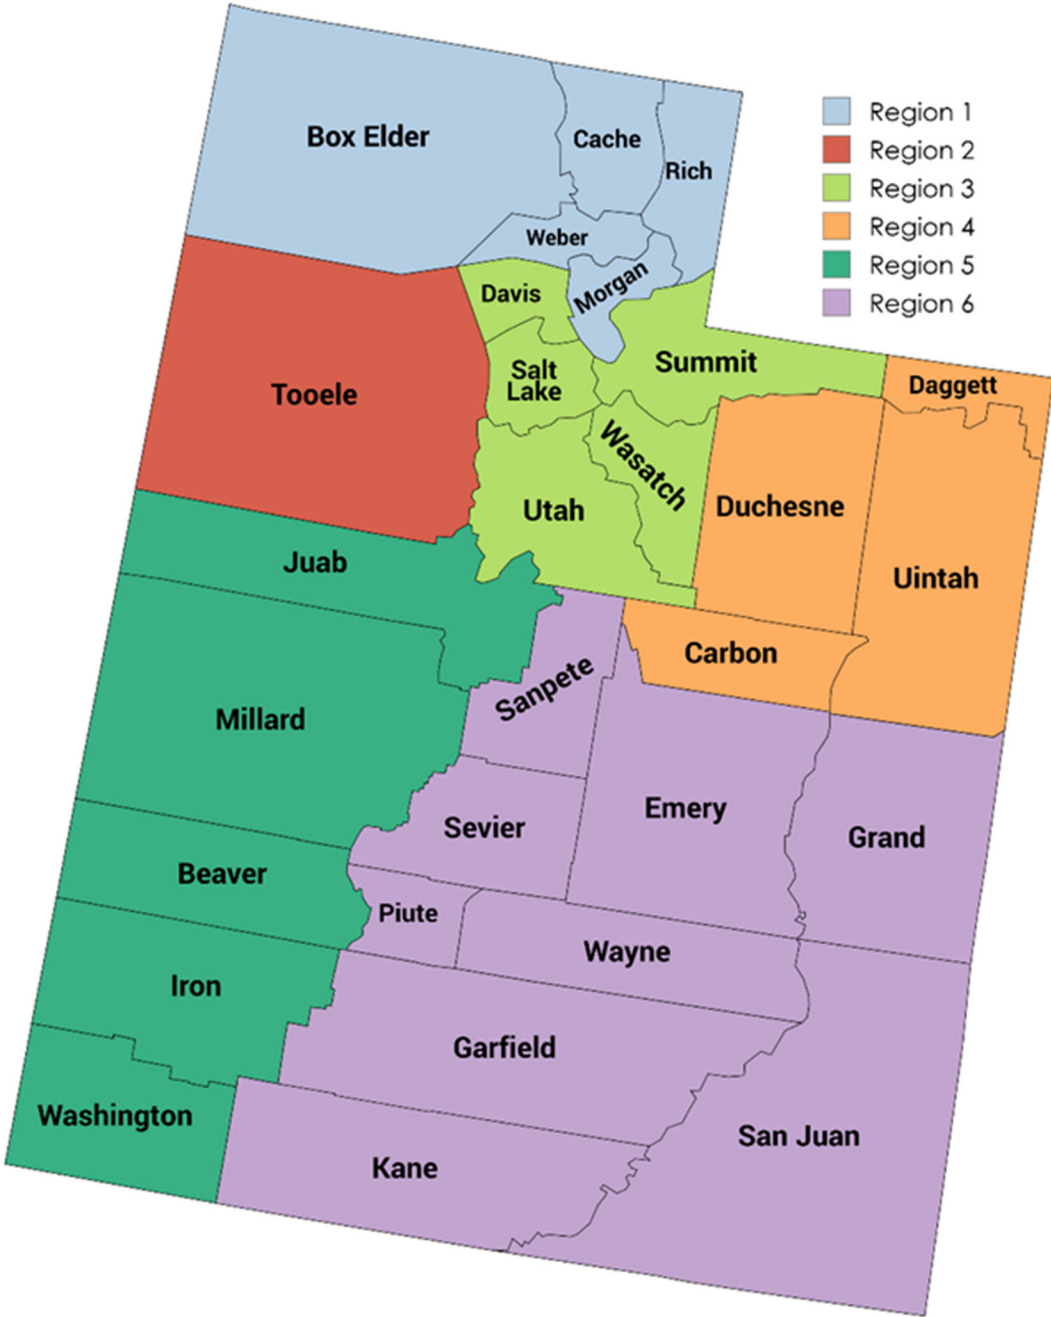 Box Elder
Cache
Rich
Weber
Morgan
Davis
Salt
Lake
Summit
Daggett
Tooele
Wasatch
Utah
Duchesne
Uintah
Juab
Carbon
Sanpete
Millard
Emery
Sevier
Grand
Beaver
Piute
Wayne
Iron
Garfield
Washington
San Juan
Kane
Region 1
Region 2
Region 3
Region 4
Region 5
Region 6